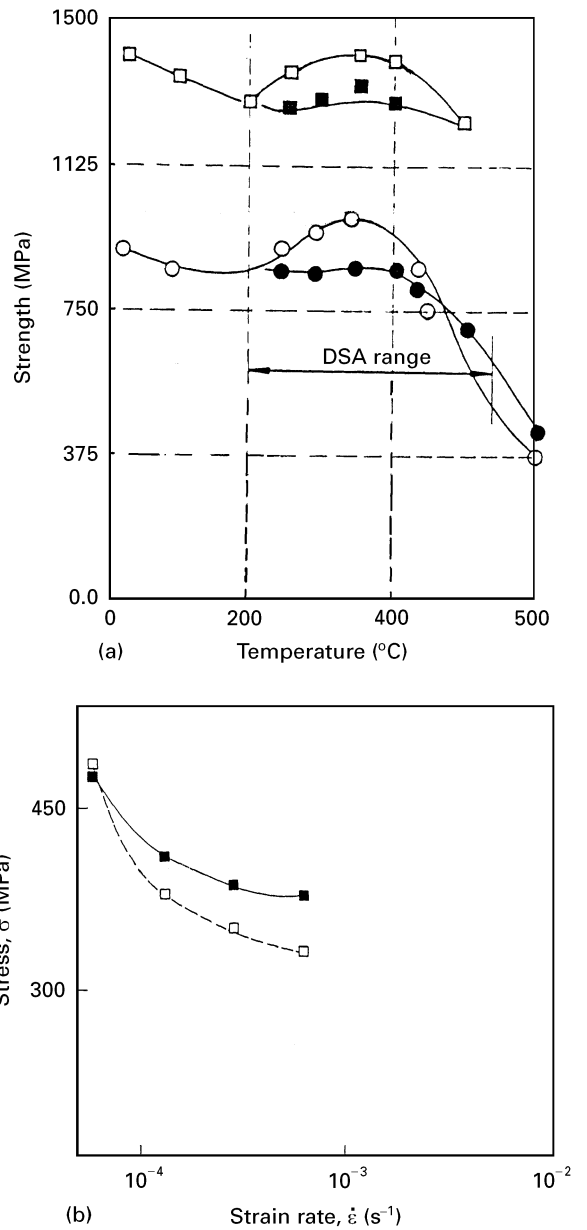 1500
1125
Strength (MPa)
750
DSA range
375
0.0
0 200 400 500
(a) Temperature (°C)
450
Stress, σ (MPa)
300
10⁻⁴ 10⁻³ 10⁻²
(b) Strain rate, ε̇ (s⁻¹)